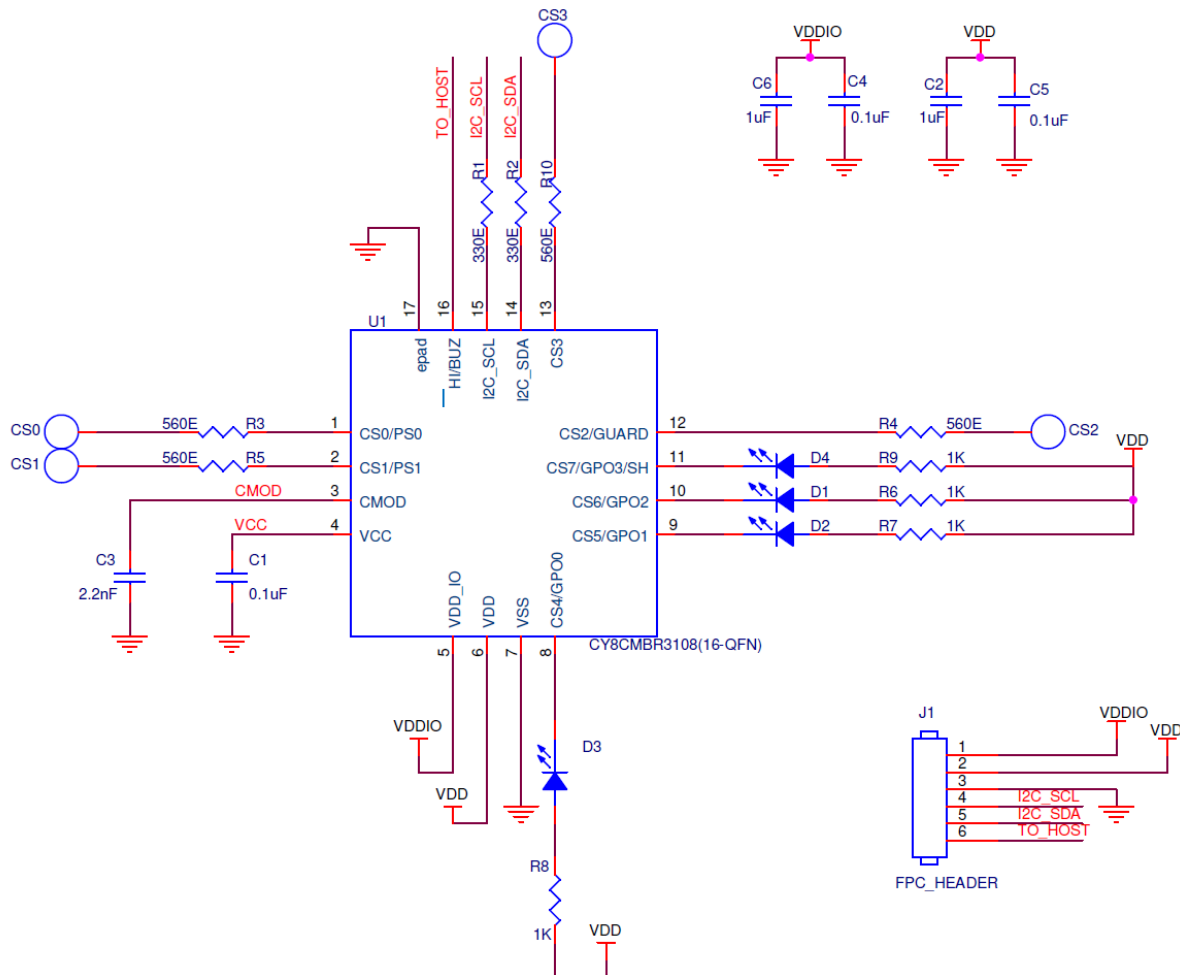 CS3
VDDIO
VDD
C6
1uF
C4
0.1uF
C2
1uF
C5
0.1uF
TO_HOST
I2C_SCL
I2C_SDA
R1
R2
R10
330E
330E
560E
17
16
15
14
13
U1
epad
HI/BUZ
I2C_SCL
I2C_SDA
CS3
CS0
560E
R3
1
CS0/PS0
CS1
560E
R5
2
CS1/PS1
CMOD
3
CMOD
VCC
4
VCC
C3
2.2nF
C1
0.1uF
CS2/GUARD
12
R4
560E
CS2
CS7/GPO3/SH
11
D4
R9
1K
VDD
CS6/GPO2
10
D1
R6
1K
CS5/GPO1
9
D2
R7
1K
VDD_IO
VDD
VSS
CS4/GPO0
CY8CMBR3108(16-QFN)
5
6
7
8
VDDIO
VDD
D3
R8
1K
VDD
J1
VDDIO
VDD
1
2
3
4
I2C_SCL
5
I2C_SDA
6
TO_HOST
FPC_HEADER